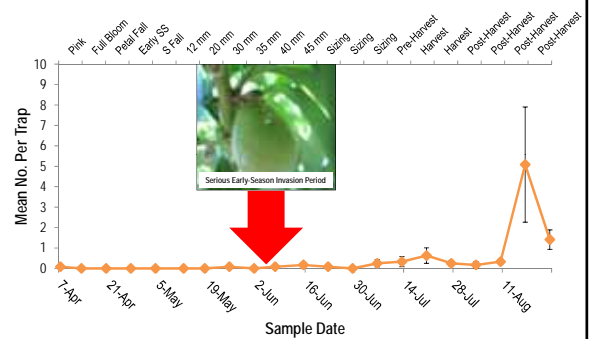 Pink
Full Bloom
Petal Fall
Early SS
S Fall
12 mm
20 mm
30 mm
35 mm
40 mm
45 mm
Sizing
Sizing
Sizing
Pre-Harvest
Harvest
Harvest
Post-Harvest
Post-Harvest
Post-Harvest
Post-Harvest
10
9
8
7
6
5
4
3
2
1
0
Mean No. Per Trap
Serious Early-Season Invasion Period
7-Apr
21-Apr
5-May
19-May
2-Jun
16-Jun
30-Jun
14-Jul
28-Jul
11-Aug
Sample Date